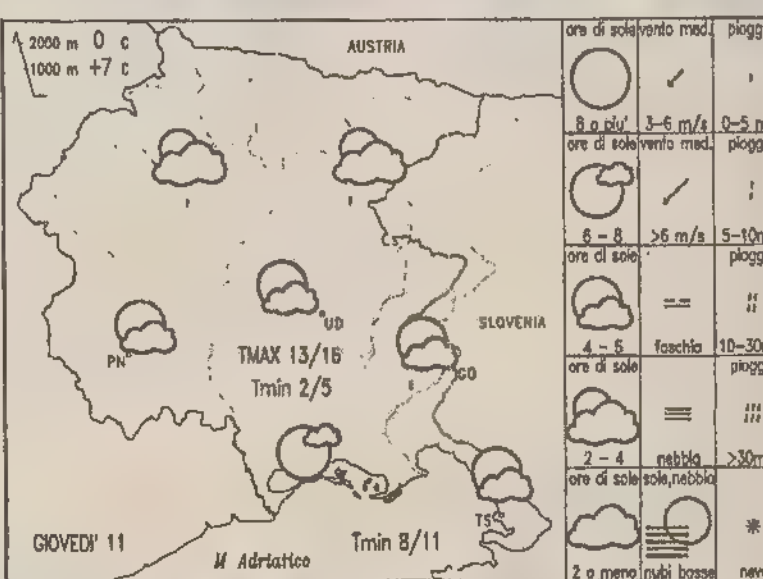 2000 m 0 c
1000 m +7 c
AUSTRIA
SLOVENIA
UD
PN
TMAX 13/16
Tmin 2/5
GO
TS
GIOVEDI' 11
M Adriatico
Tmin 8/11
ore di sole vento med. piogg
8 o piu' 3-6 m/s 0-5 m
ore di sole vento med. piogg
6 - 8 >6 m/s 5-10m
ore di sole piogg
4 - 6 foschia 10-30m
ore di sole piogg
2 - 4 nebbia >30m
ore di sole sole,nebbia
2 o meno nubi basse neve